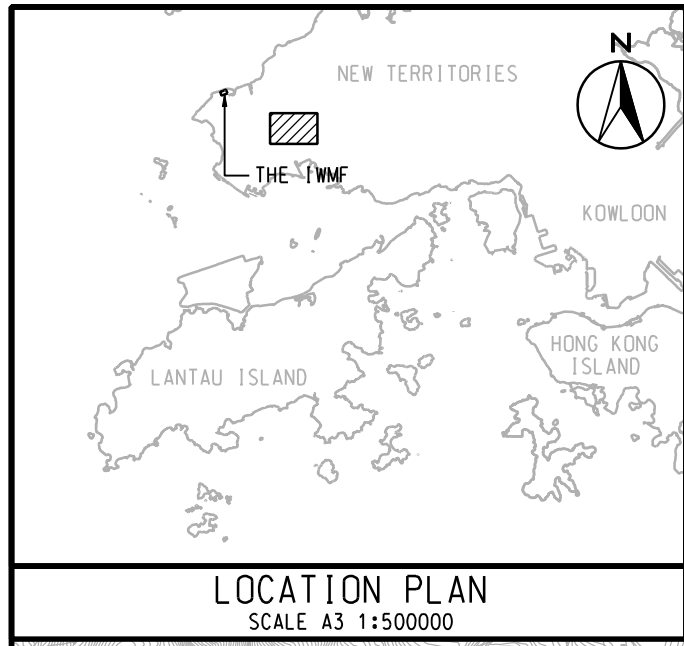 N
NEW TERRITORIES
THE IWMF
KOWLOON
HONG KONG
ISLAND
LANTAU ISLAND
LOCATION PLAN
SCALE A3 1:500000